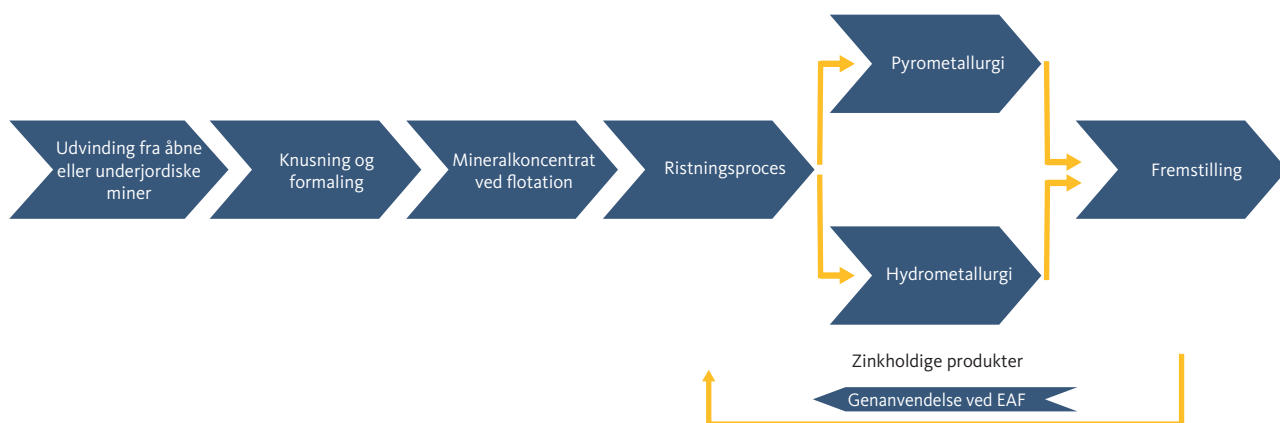 Udvinding fra åbne
eller underjordiske
miner
Knusning og
formaling
Mineralkoncentrat
ved flotation
Ristningsproces
Pyrometallurgi
Hydrometallurgi
Fremstilling
Zinkholdige produkter
Genanvendelse ved EAF